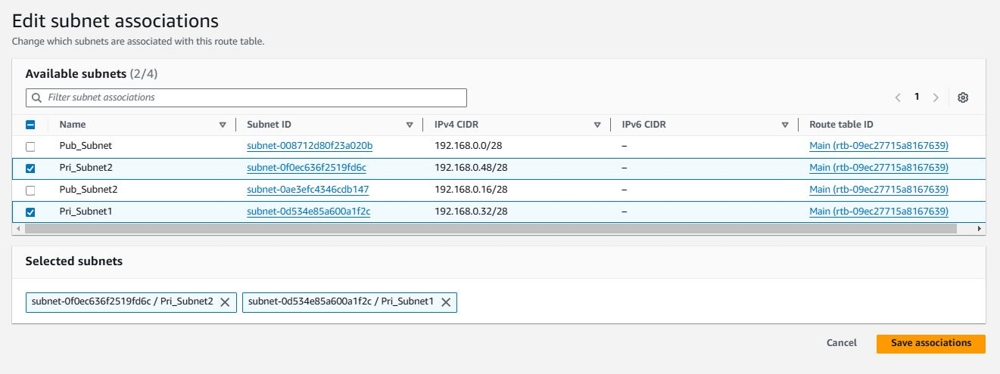 Edit subnet associations
Change which subnets are associated with this route table.
Available subnets (2/4)
Filter subnet associations
1
Name Subnet ID IPv4 CIDR IPv6 CIDR Route table ID
Pub_Subnet subnet-008712d80f23a020b 192.168.0.0/28 – Main (rtb-09ec27715a8167639)
Pri_Subnet2 subnet-0f0ec636f2519fd6c 192.168.0.48/28 – Main (rtb-09ec27715a8167639)
Pub_Subnet2 subnet-0ae3efc4346cdb147 192.168.0.16/28 – Main (rtb-09ec27715a8167639)
Pri_Subnet1 subnet-0d534e85a600a1f2c 192.168.0.32/28 – Main (rtb-09ec27715a8167639)
Selected subnets
subnet-0f0ec636f2519fd6c / Pri_Subnet2 subnet-0d534e85a600a1f2c / Pri_Subnet1
Cancel Save associations